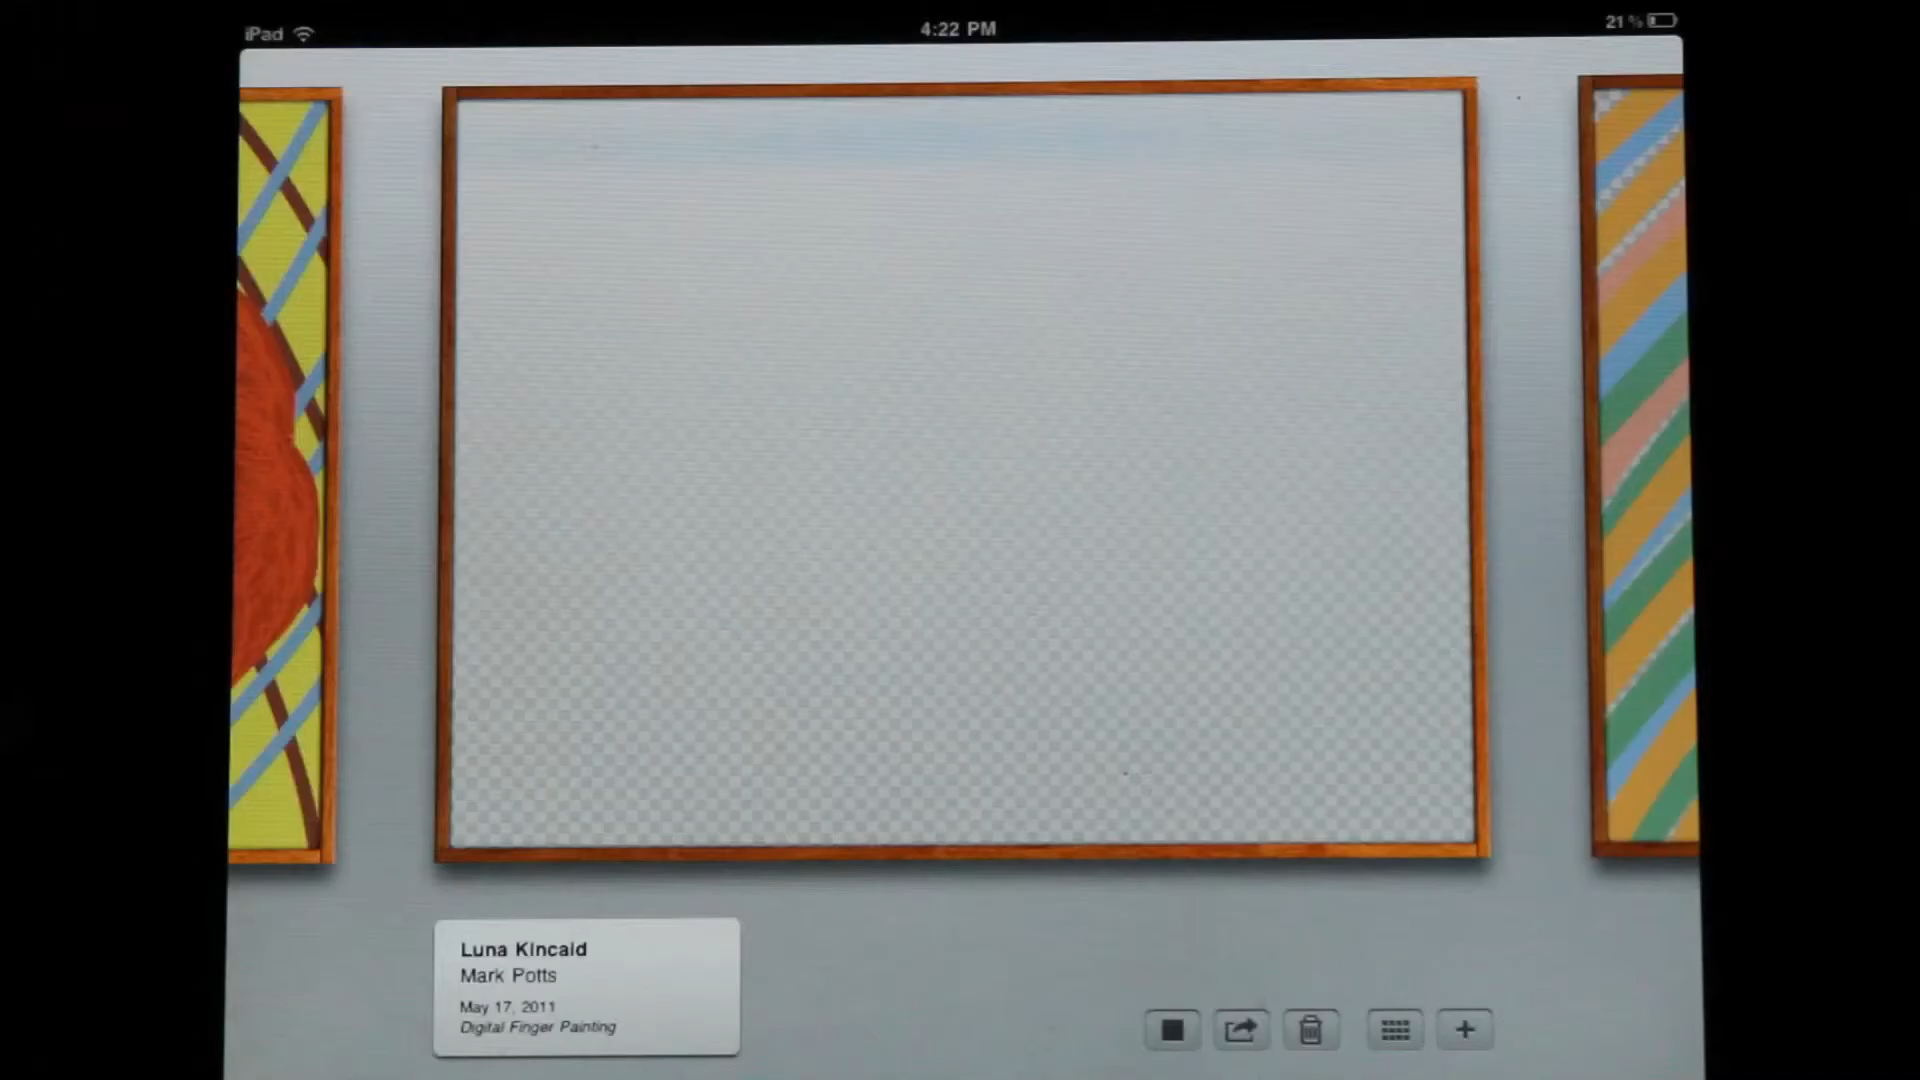 iPad
4:22 PM
21 %
Luna Kincaid
Mark Potts
May 17, 2011
Digital Finger Painting